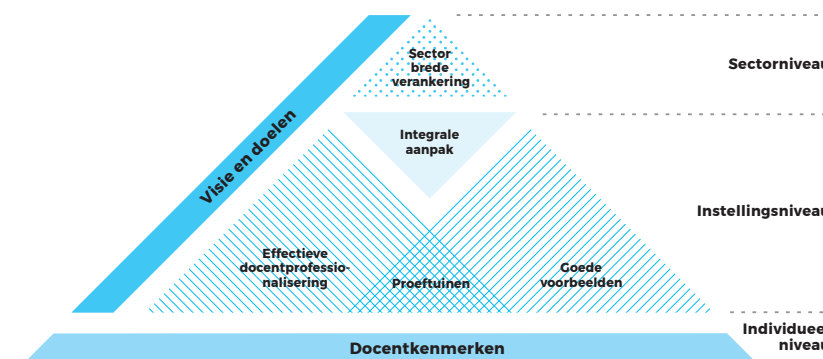 Sector
brede
verankering
Sectorniveau
Integrale
aanpak
Visie en doelen
Instellingsniveau
Effectieve
docentprofessio-
nalisering
Proeftuinen
Goede
voorbeelden
Individuee
niveau
Docentkenmerken